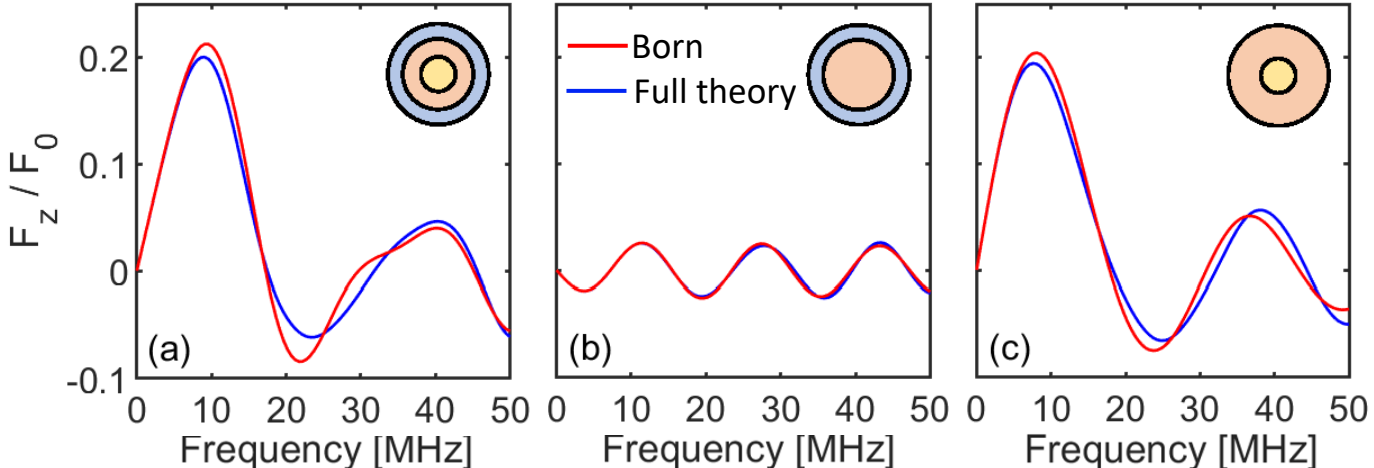 F_z / F_0
0.2
0.1
0
-0.1
(a)
0 10 20 30 40 50
Frequency [MHz]
Born
Full theory
(b)
0 10 20 30 40 50
Frequency [MHz]
(c)
0 10 20 30 40 50
Frequency [MHz]